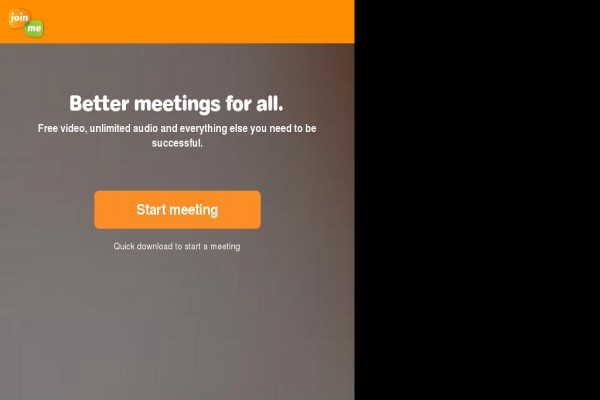 join
me
Better meetings for all.
Free video, unlimited audio and everything else you need to be
successful.
Start meeting
Quick download to start a meeting